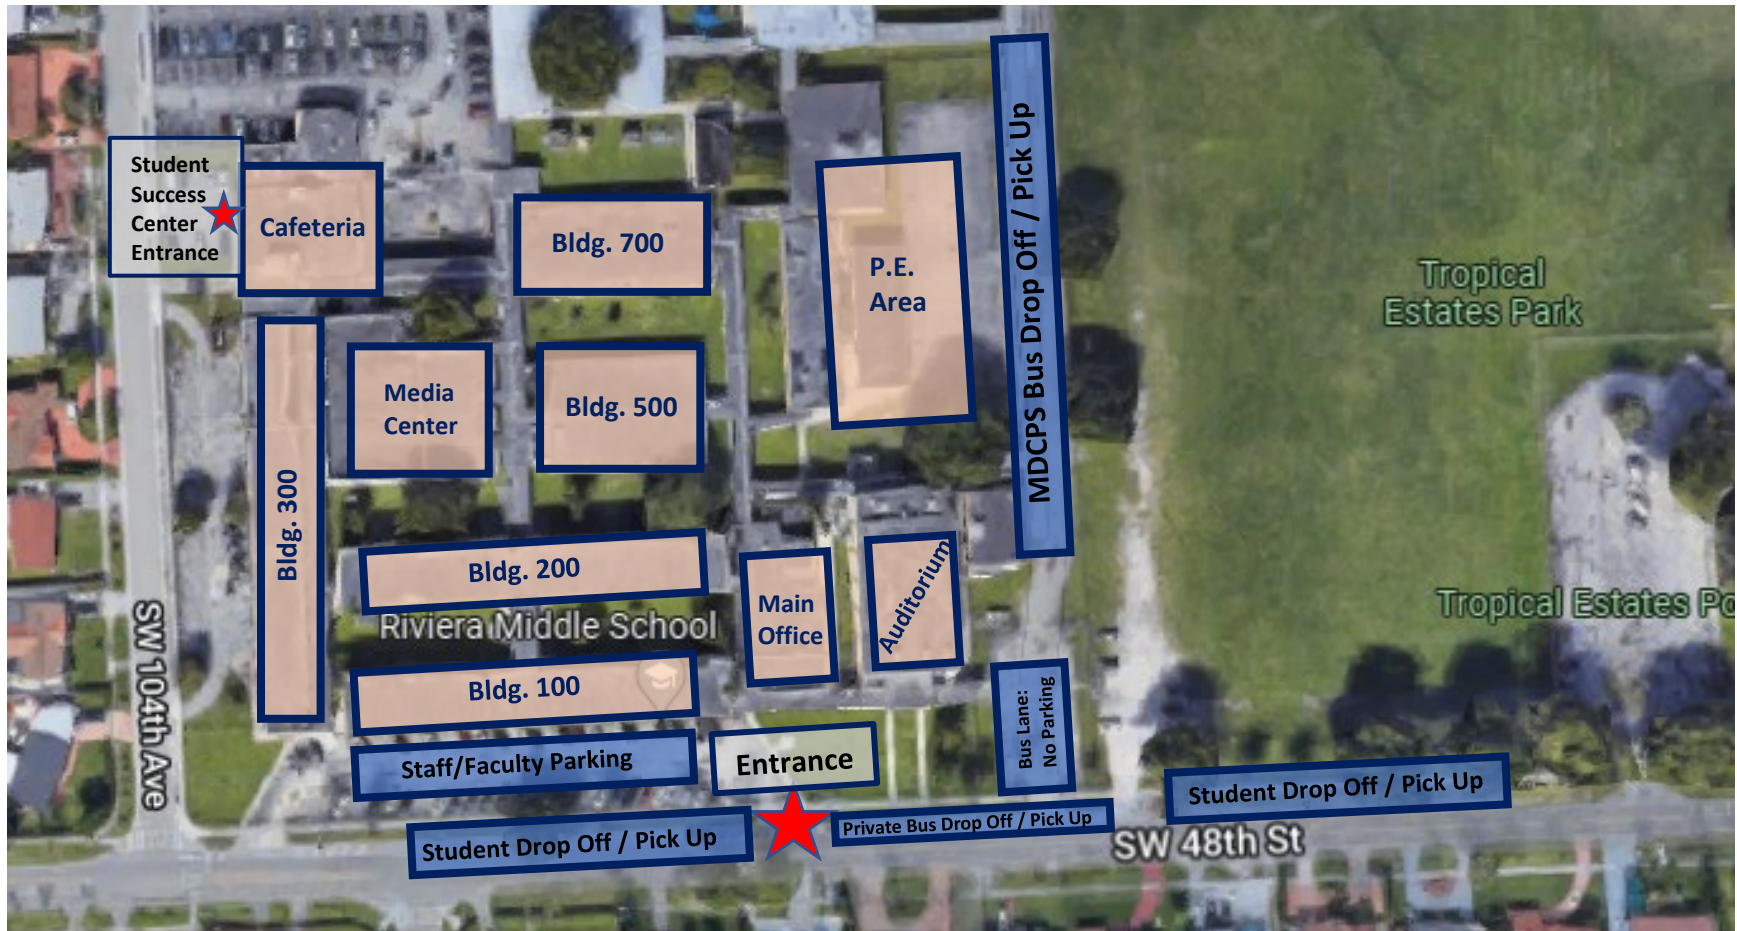 Student
Success
Center
Entrance
Cafeteria
Bldg. 700
P.E.
Area
MDCPS Bus Drop Off / Pick Up
Tropical
Estates Park
Media
Center
Bldg. 500
Bldg. 300
Bldg. 200
Main
Office
Auditorium
Tropical Estates Po
Riviera Middle School
SW 104th Ave
Bldg. 100
Bus Lane:
No Parking
Staff/Faculty Parking
Entrance
Student Drop Off / Pick Up
Private Bus Drop Off / Pick Up
Student Drop Off / Pick Up
SW 48th St